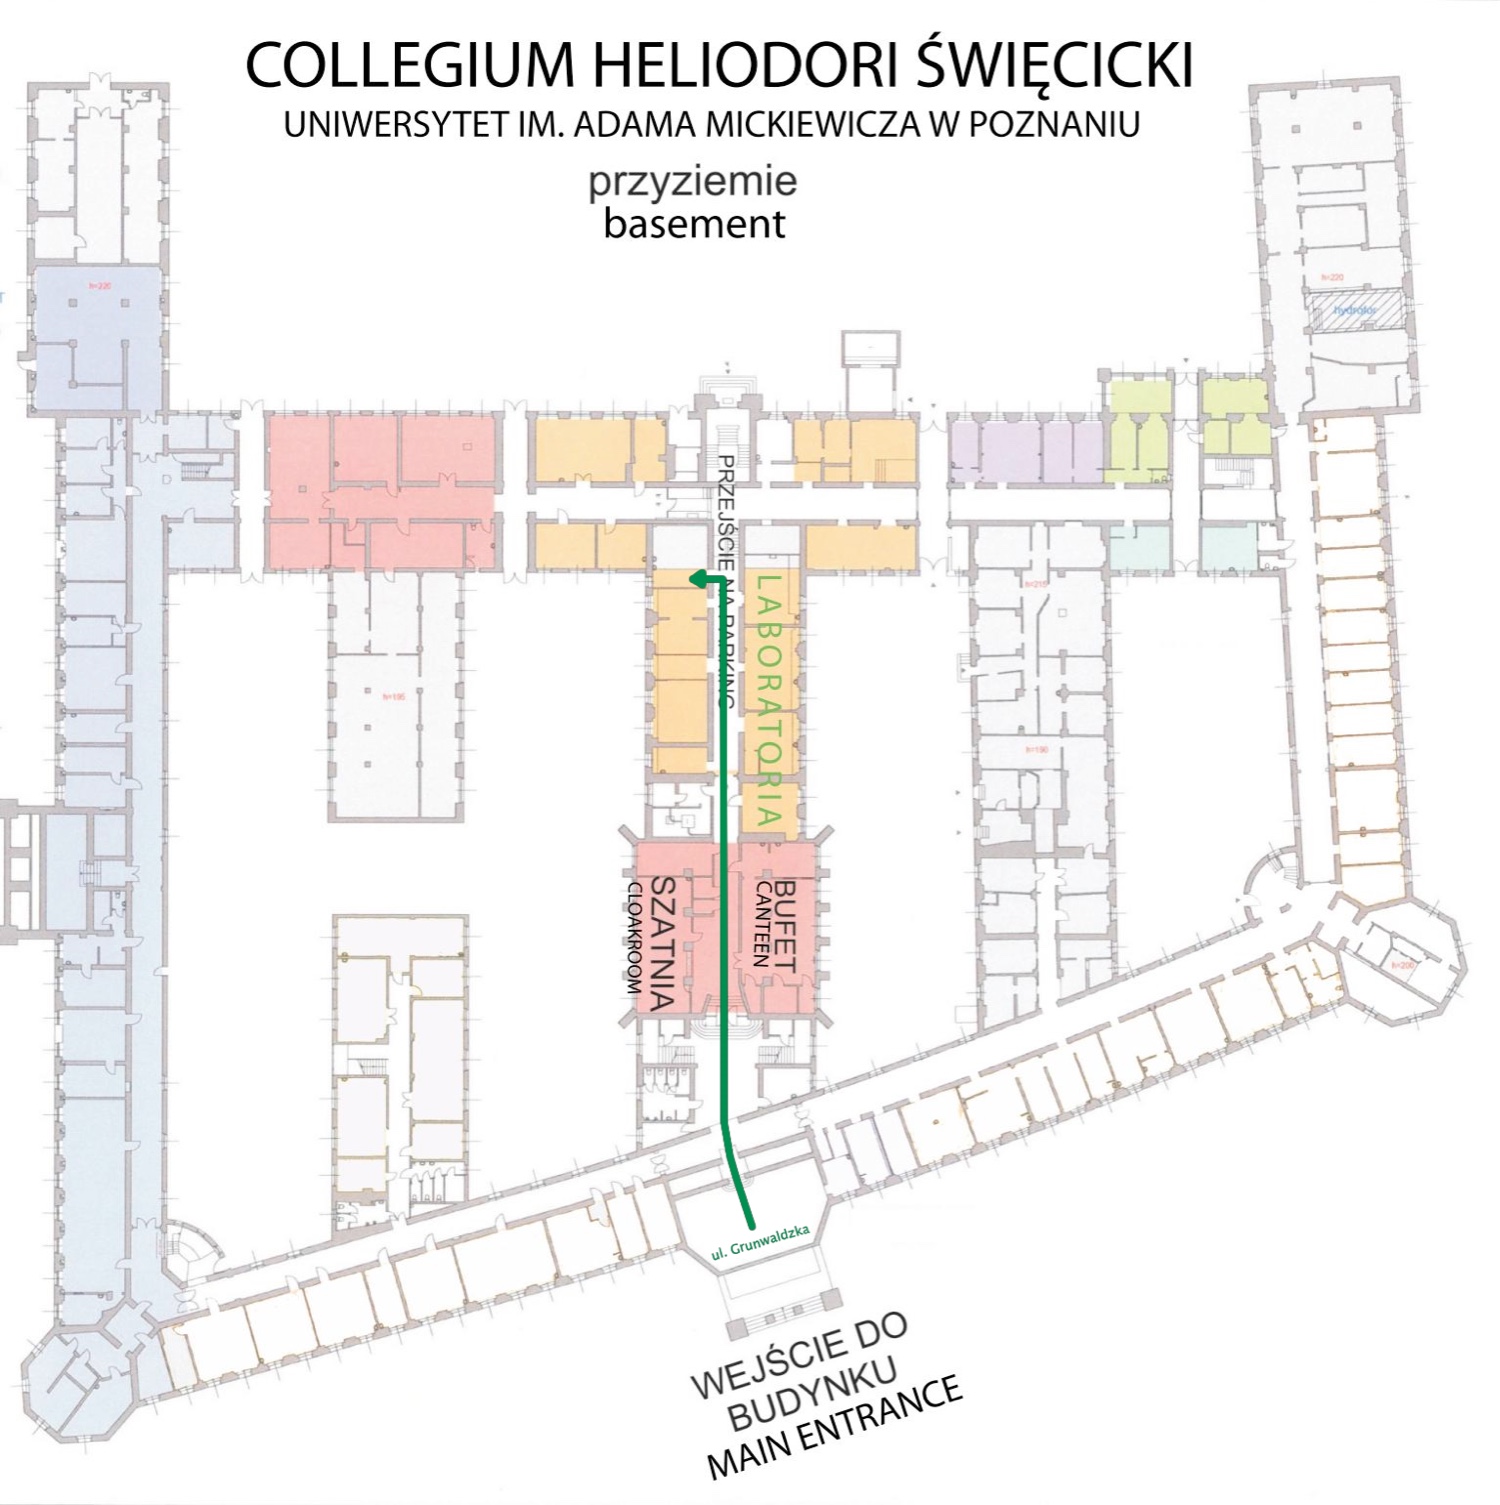 COLLEGIUM HELIODORI ŚWIĘCICKI
UNIWERSYTET IM. ADAMA MICKIEWICZA W POZNANIU
przyziemie
basement
h=220
h=220
hydrofor
PRZEJŚCIE NA PARKING
LABORATORIA
h=210
h=195
h=190
SZATNIA
CLOAKROOM
BUFET
CANTEEN
h=200
ul. Grunwaldzka
WEJŚCIE DO
BUDYNKU
MAIN ENTRANCE